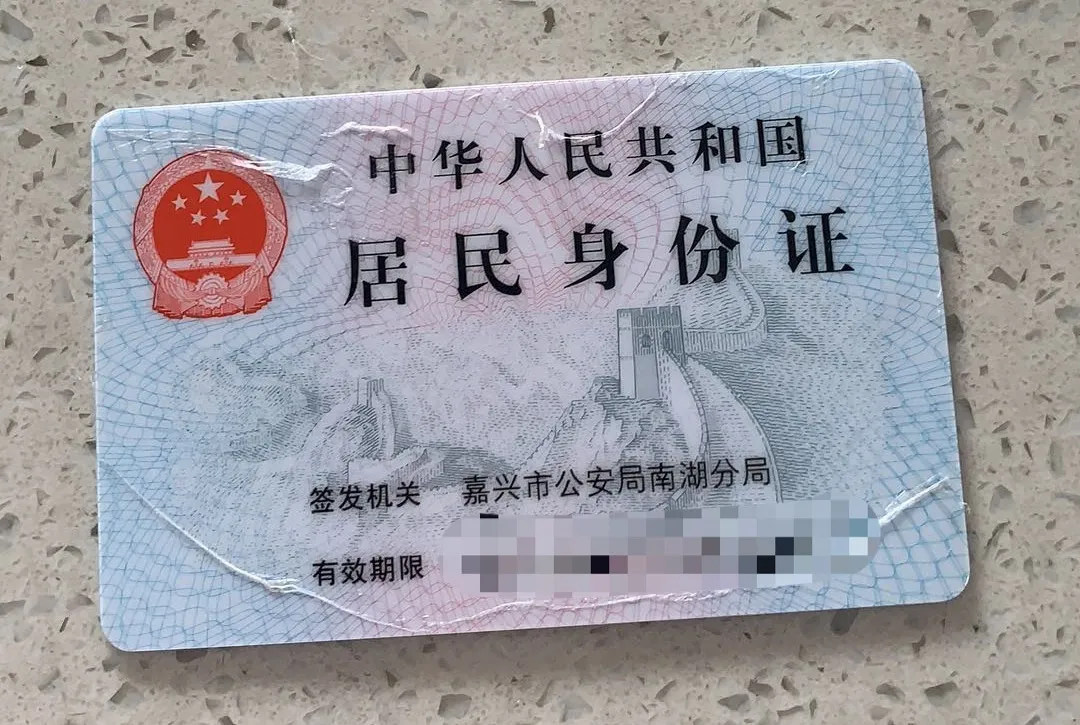 中华人民共和国
居民身份证
签发机关 嘉兴市公安局南湖分局
有效期限